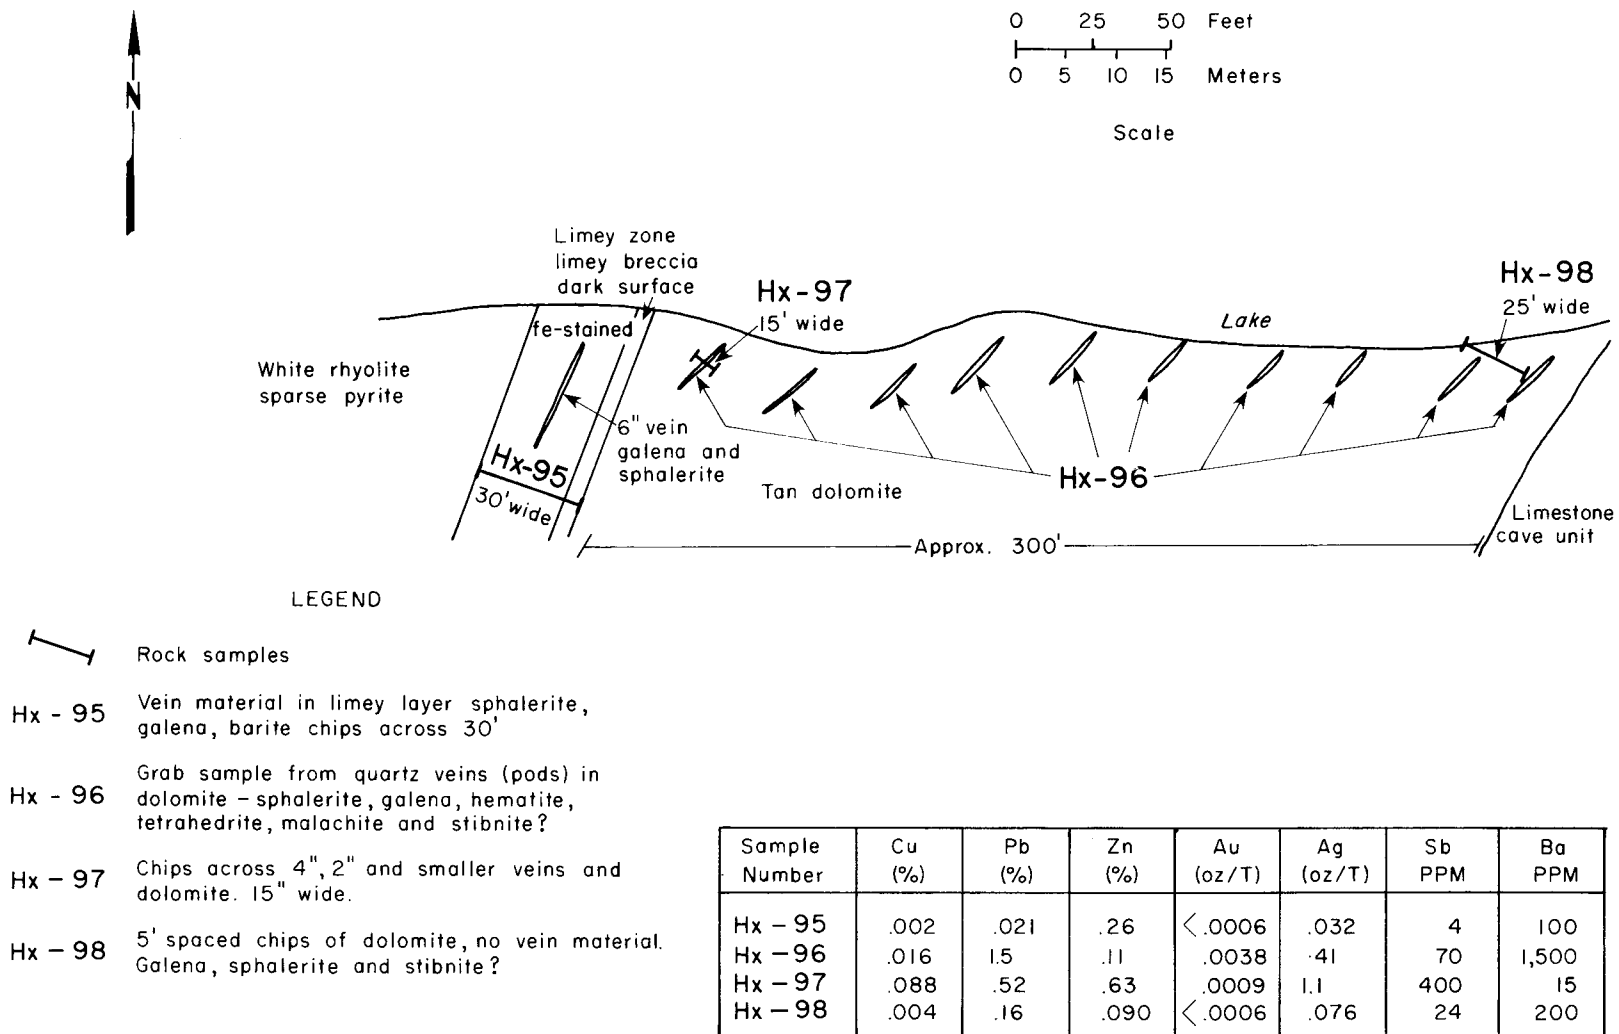 0 25 50 Feet
0 5 10 15 Meters
Scale
N
Limey zone
limey breccia
dark surface
Hx-97
15' wide
Hx-98
25' wide
Lake
fe-stained
White rhyolite
sparse pyrite
6" vein
galena and
sphalerite
Hx-95
30' wide
Hx-96
Tan dolomite
Limestone
cave unit
Approx. 300'
LEGEND
Rock samples
Hx - 95 Vein material in limey layer sphalerite,
galena, barite chips across 30'
Hx - 96 Grab sample from quartz veins (pods) in
dolomite - sphalerite, galena, hematite,
tetrahedrite, malachite and stibnite?
Hx - 97 Chips across 4", 2" and smaller veins and
dolomite. 15" wide.
Hx - 98 5' spaced chips of dolomite, no vein material.
Galena, sphalerite and stibnite?
Sample Number Cu (%) Pb (%) Zn (%) Au (oz/T) Ag (oz/T) Sb PPM Ba PPM
Hx - 95 .002 .021 .26 <.0006 .032 4 100
Hx - 96 .016 1.5 .11 .0038 .41 70 1,500
Hx - 97 .088 .52 .63 .0009 1.1 400 15
Hx - 98 .004 .16 .090 <.0006 .076 24 200